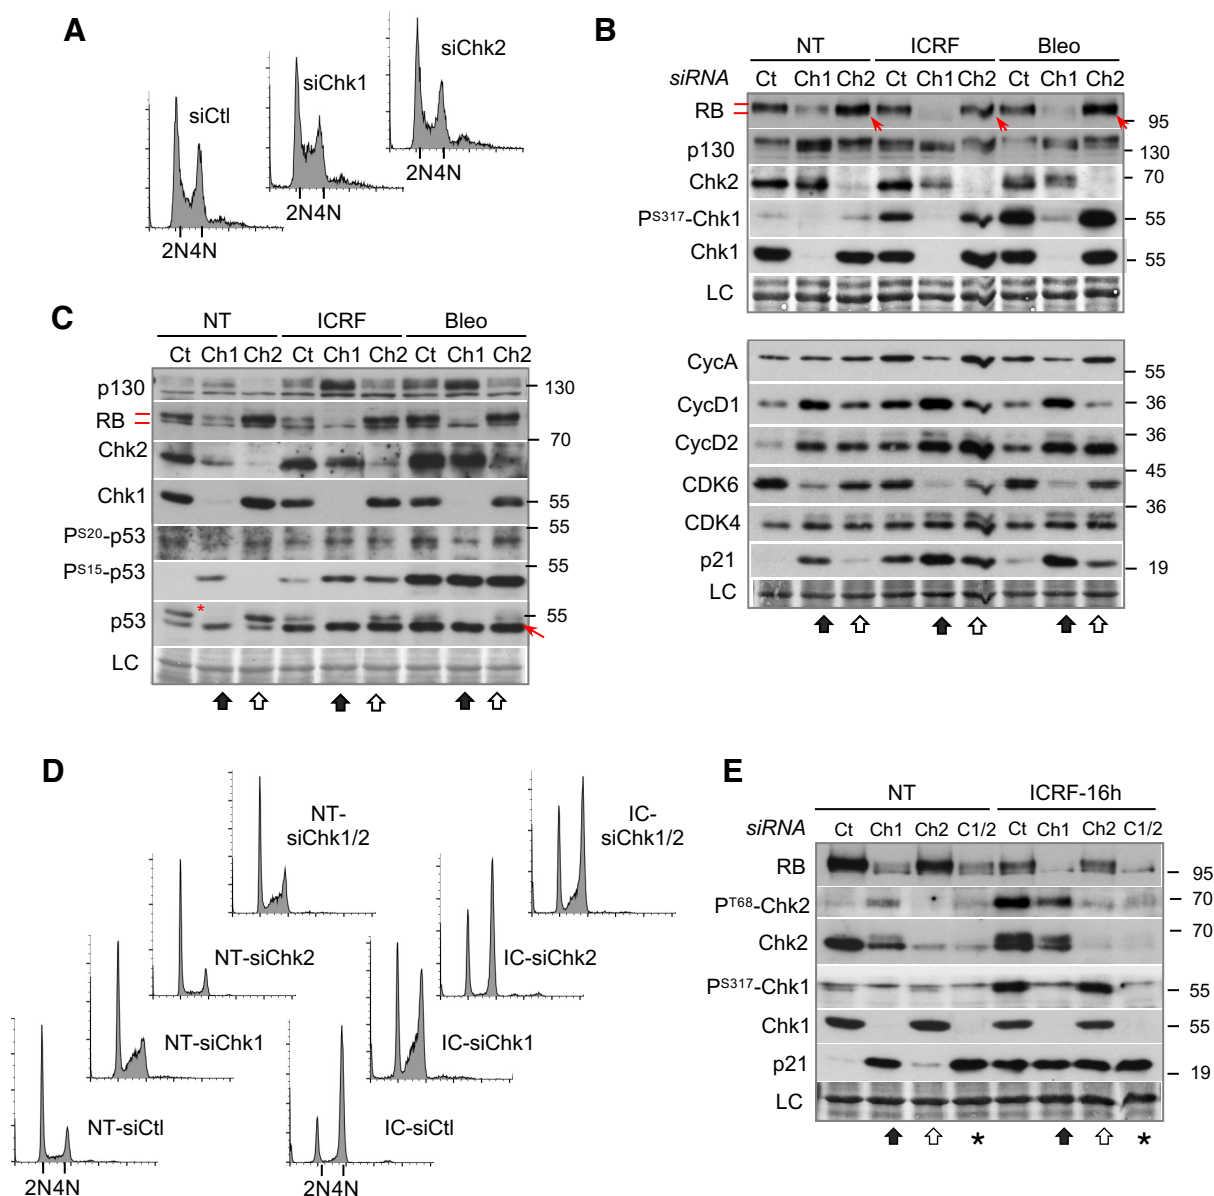 A
siCtl
2N4N
siChk1
2N4N
siChk2
2N4N
B
NT ICRF Bleo
siRNA Ct Ch1 Ch2 Ct Ch1 Ch2 Ct Ch1 Ch2
RB 95
p130 130
Chk2 70
PS317-Chk1 55
Chk1 55
LC
CycA 55
CycD1 36
CycD2 36
CDK6 45
CDK4 36
p21 19
LC
C
NT ICRF Bleo
Ct Ch1 Ch2 Ct Ch1 Ch2 Ct Ch1 Ch2
p130 130
RB
Chk2 70
Chk1 55
PS20-p53 55
PS15-p53 55
p53 * 55
LC
D
NT-siChk1/2
NT-siChk2
NT-siChk1
NT-siCtl
2N4N
IC-siChk1/2
IC-siChk2
IC-siChk1
IC-siCtl
2N4N
E
NT ICRF-16h
siRNA Ct Ch1 Ch2 C1/2 Ct Ch1 Ch2 C1/2
RB 95
PT68-Chk2 70
Chk2 70
PS317-Chk1 55
Chk1 55
p21 19
LC
* *